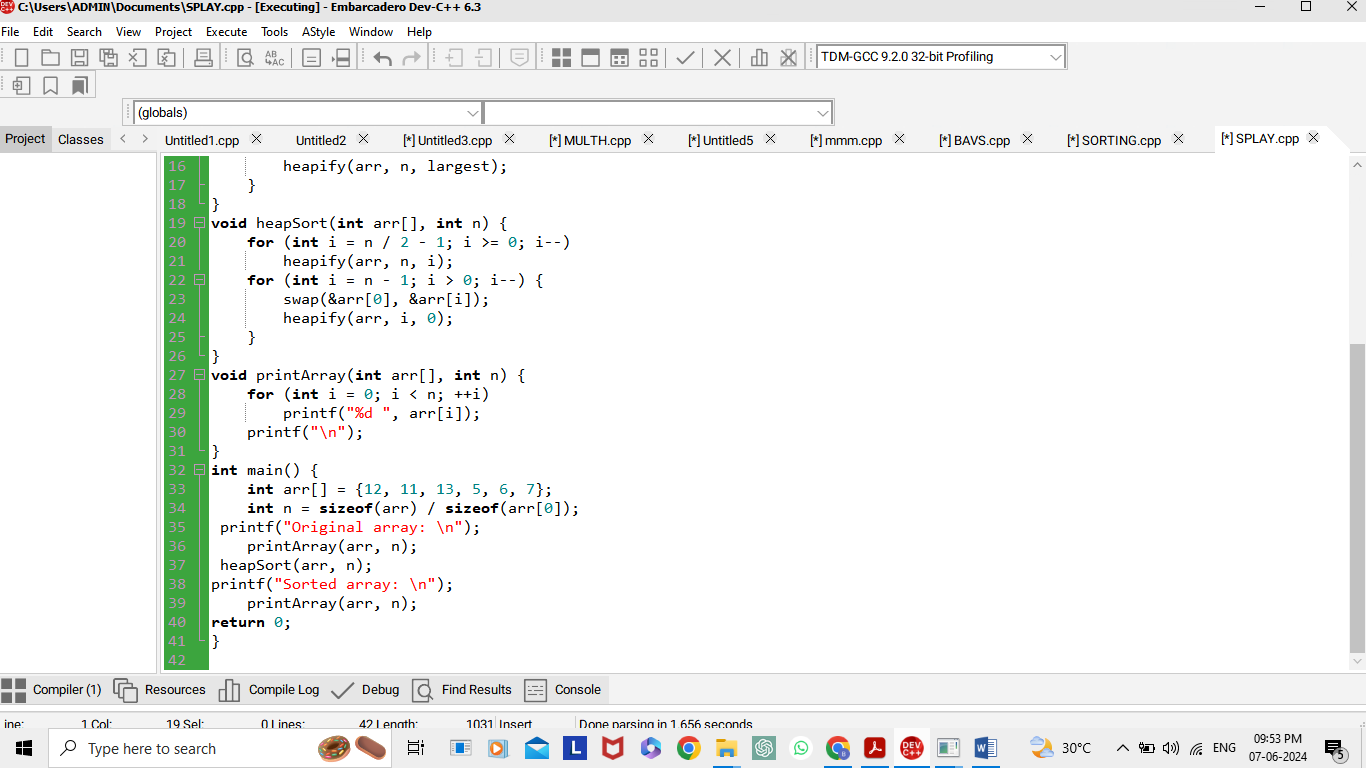 C:\Users\ADMIN\Documents\SPLAY.cpp - [Executing] - Embarcadero Dev-C++ 6.3
File Edit Search View Project Execute Tools AStyle Window Help
TDM-GCC 9.2.0 32-bit Profiling
(globals)
Project Classes Untitled1.cpp Untitled2 [*] Untitled3.cpp [*] MULTH.cpp [*] Untitled5 [*] mmm.cpp [*] BAVS.cpp [*] SORTING.cpp [*] SPLAY.cpp
16 heapify(arr, n, largest);
17 }
18 }
19 void heapSort(int arr[], int n) {
20 for (int i = n / 2 - 1; i >= 0; i--)
21 heapify(arr, n, i);
22 for (int i = n - 1; i > 0; i--) {
23 swap(&arr[0], &arr[i]);
24 heapify(arr, i, 0);
25 }
26 }
27 void printArray(int arr[], int n) {
28 for (int i = 0; i < n; ++i)
29 printf("%d ", arr[i]);
30 printf("\n");
31 }
32 int main() {
33 int arr[] = {12, 11, 13, 5, 6, 7};
34 int n = sizeof(arr) / sizeof(arr[0]);
35 printf("Original array: \n");
36 printArray(arr, n);
37 heapSort(arr, n);
38 printf("Sorted array: \n");
39 printArray(arr, n);
40 return 0;
41 }
42
Compiler (1) Resources Compile Log Debug Find Results Console
ine: 1 Col: 19 Sel: 0 Lines: 42 Length: 1031 Insert Done parsing in 1.656 seconds
Type here to search 30°C ENG 09:53 PM
07-06-2024 5